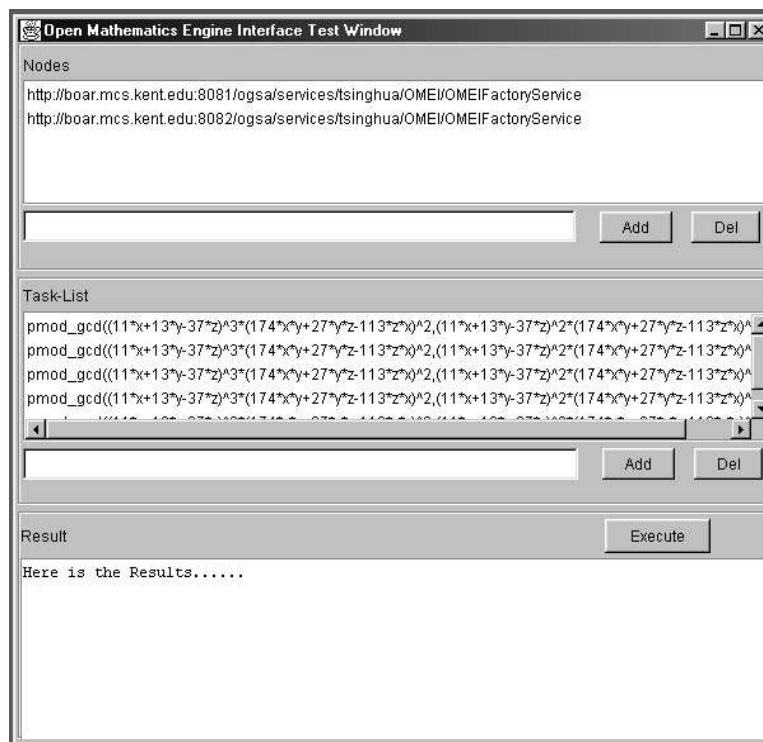 Open Mathematics Engine Interface Test Window
Nodes
http://boar.mcs.kent.edu:8081/ogsa/services/tsinghua/OMEI/OMEIFactoryService
http://boar.mcs.kent.edu:8082/ogsa/services/tsinghua/OMEI/OMEIFactoryService
Add Del
Task-List
pmod_gcd((11*x+13*y-37*z)^3*(174*x*y+27*y*z-113*z*x)^2,(11*x+13*y-37*z)^2*(174*x*y+27*y*z-113*z*x)^
pmod_gcd((11*x+13*y-37*z)^3*(174*x*y+27*y*z-113*z*x)^2,(11*x+13*y-37*z)^2*(174*x*y+27*y*z-113*z*x)^
pmod_gcd((11*x+13*y-37*z)^3*(174*x*y+27*y*z-113*z*x)^2,(11*x+13*y-37*z)^2*(174*x*y+27*y*z-113*z*x)^
pmod_gcd((11*x+13*y-37*z)^3*(174*x*y+27*y*z-113*z*x)^2,(11*x+13*y-37*z)^2*(174*x*y+27*y*z-113*z*x)^
Add Del
Result Execute
Here is the Results......